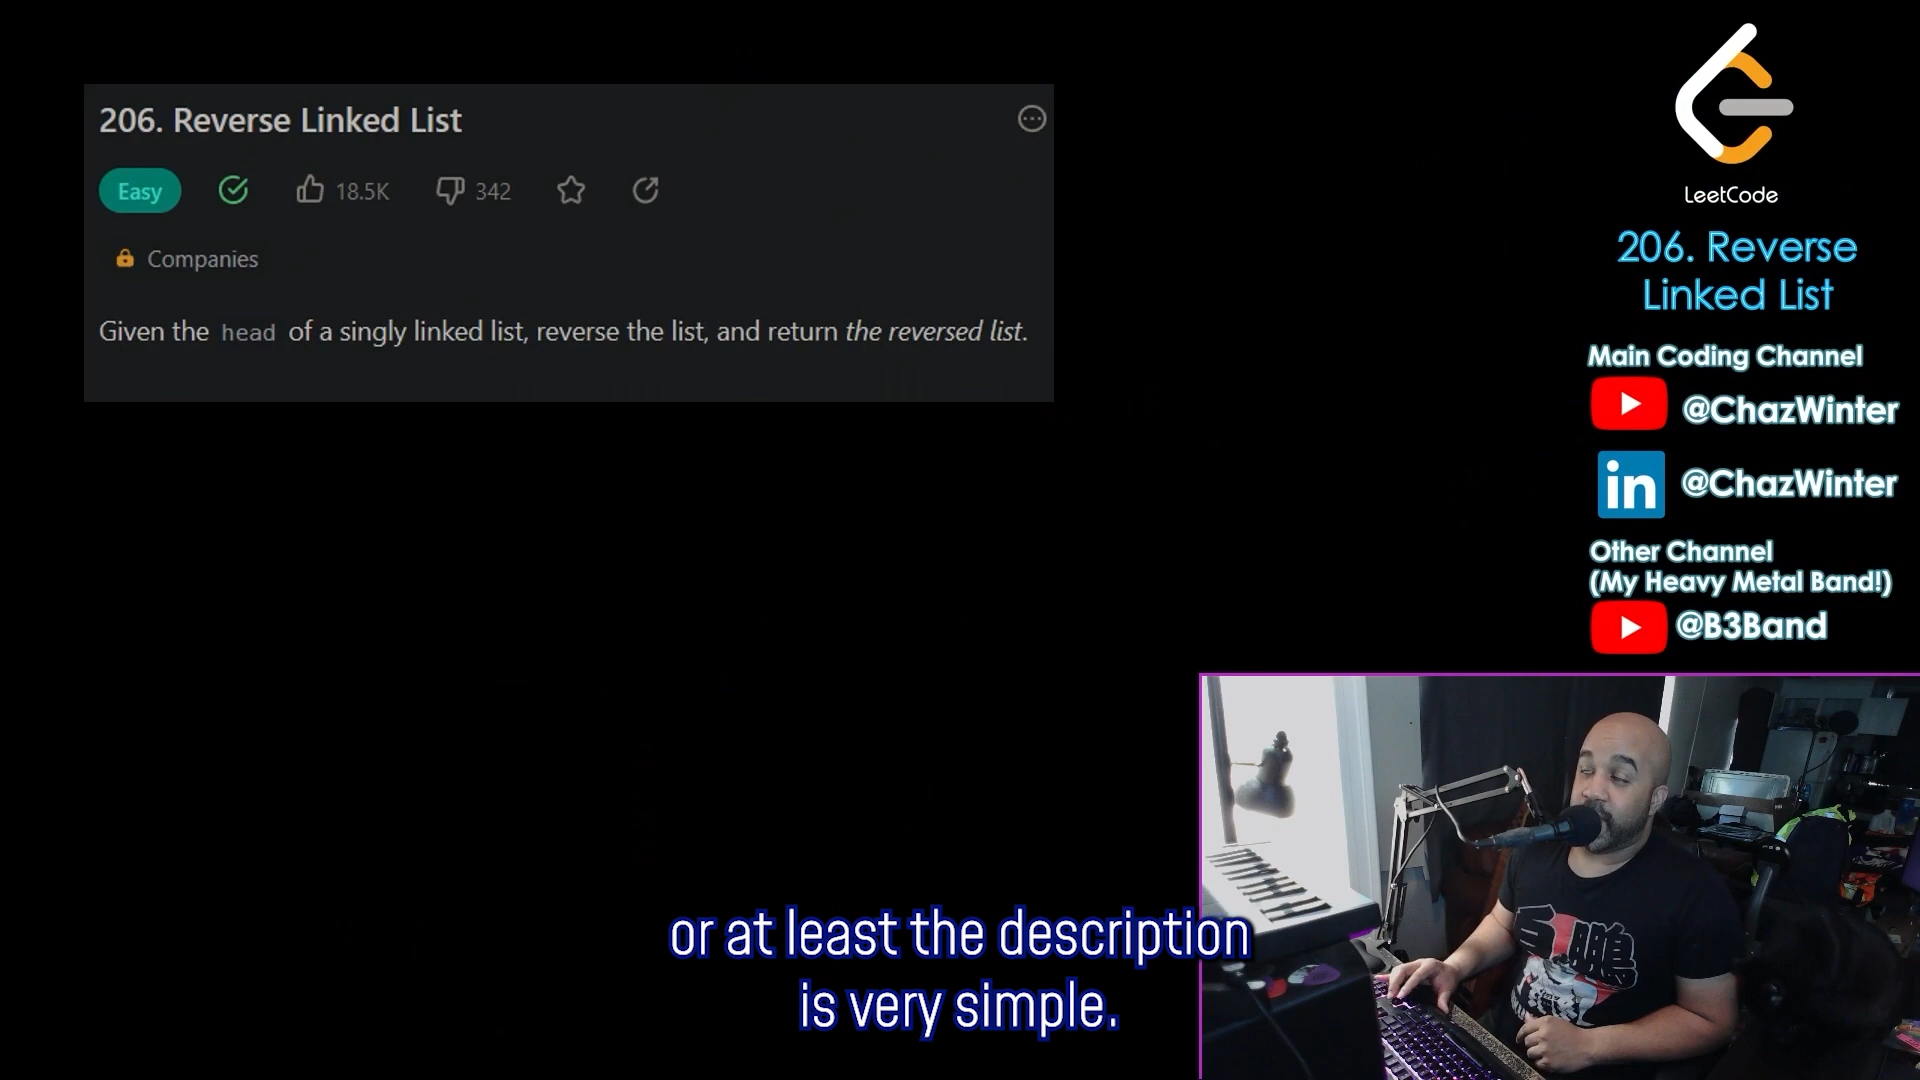 206. Reverse Linked List
Easy
18.5K
342
Companies
Given the head of a singly linked list, reverse the list, and return the reversed list.
LeetCode
206. Reverse
Linked List
Main Coding Channel
@ChazWinter
in @ChazWinter
Other Channel
(My Heavy Metal Band!)
@B3Band
or at least the description
is very simple.